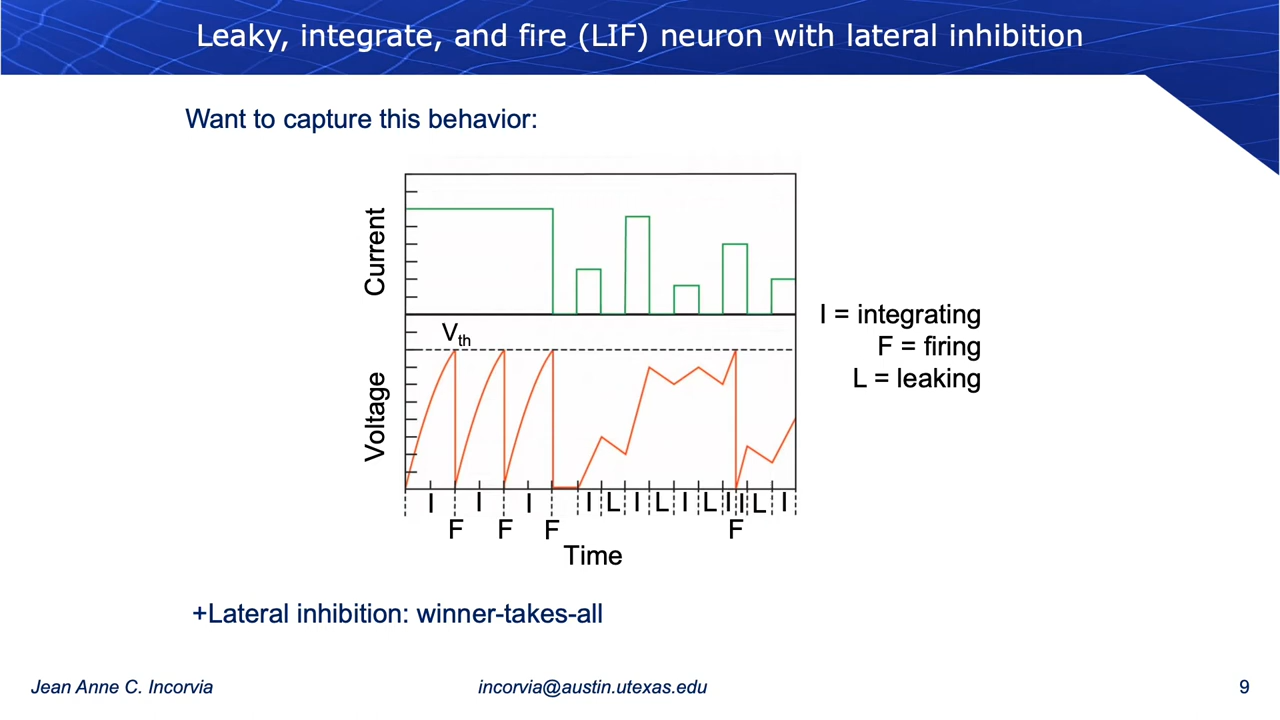 Leaky, integrate, and fire (LIF) neuron with lateral inhibition
Want to capture this behavior:
Current
Voltage
Vth
I = integrating
F = firing
L = leaking
I I I I L I L I L I I L I
F F F F
Time
+Lateral inhibition: winner-takes-all
Jean Anne C. Incorvia incorvia@austin.utexas.edu 9